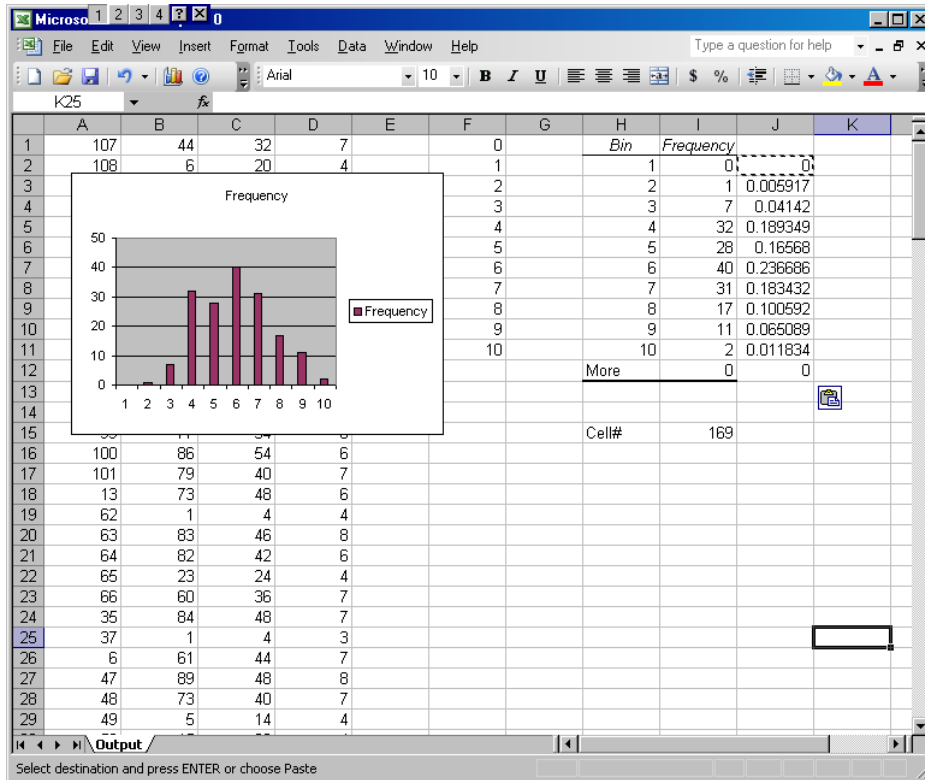 Microso 1 2 3 4 ? 0
File Edit View Insert Format Tools Data Window Help Type a question for help
Arial 10 B I U $ %
K25 fx
A B C D E F G H I J K
1 107 44 32 7 0 Bin Frequency
2 108 6 20 4 1 1 0 0
3 2 2 1 0.005917
4 3 3 7 0.04142
5 4 4 32 0.189349
6 5 5 28 0.16568
7 6 6 40 0.236686
8 7 7 31 0.183432
9 8 8 17 0.100592
10 9 9 11 0.065089
11 10 10 2 0.011834
12 More 0 0
13
14
15 Cell# 169
Frequency
50
40
30
20
10
0
1 2 3 4 5 6 7 8 9 10
Frequency
16 100 86 54 6
17 101 79 40 7
18 13 73 48 6
19 62 1 4 4
20 63 83 46 8
21 64 82 42 6
22 65 23 24 4
23 66 60 36 7
24 35 84 48 7
25 37 1 4 3
26 6 61 44 7
27 47 89 48 8
28 48 73 40 7
29 49 5 14 4
Output
Select destination and press ENTER or choose Paste